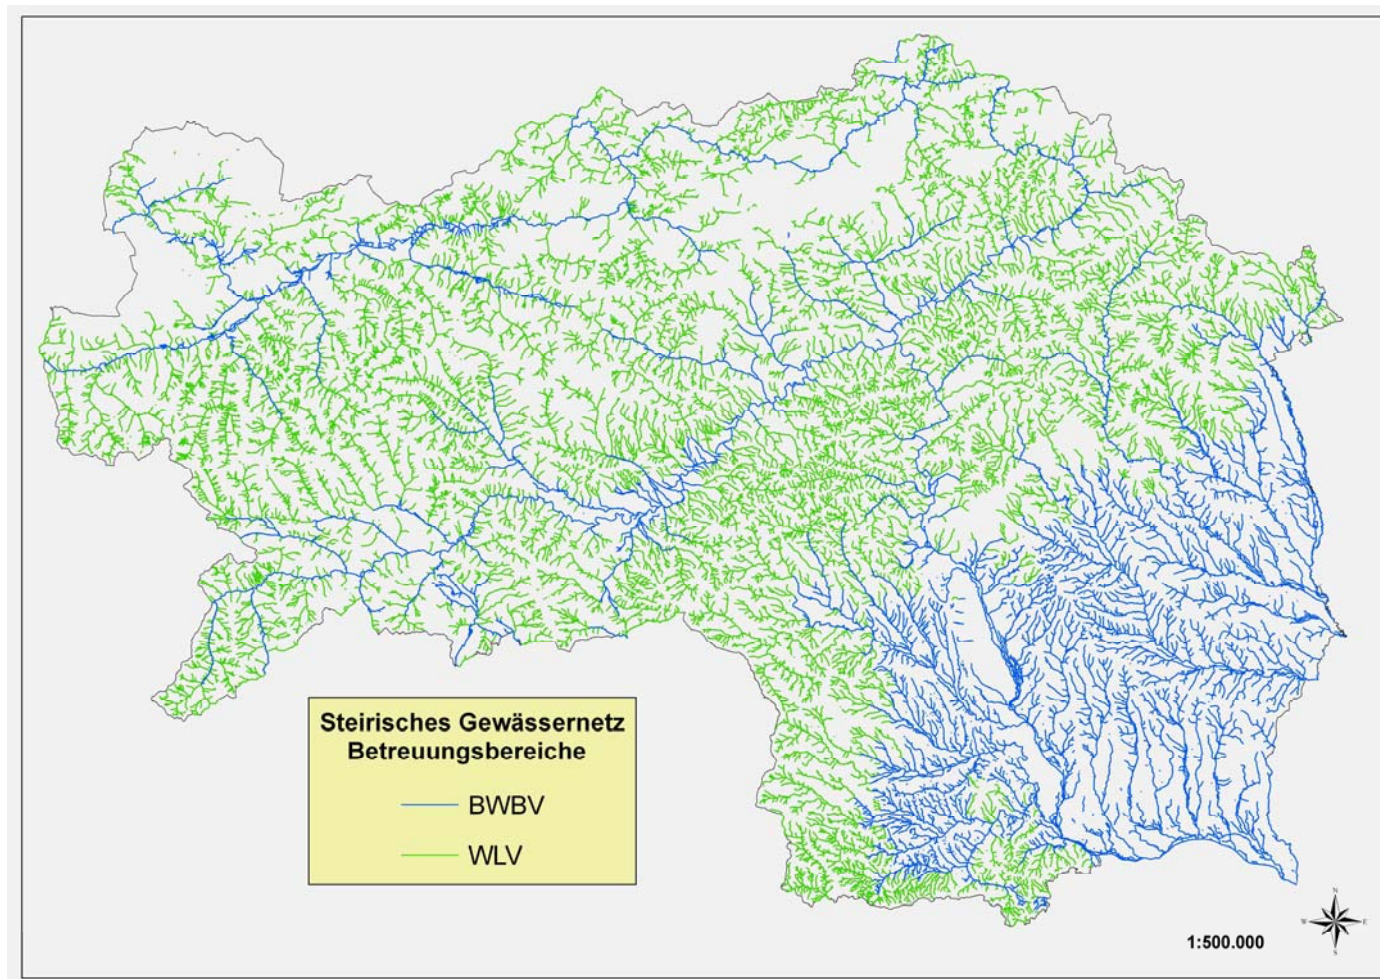 Steirisches Gewässernetz
Betreuungsbereiche
BWBV
WLV
1:500.000
N
W
E
S